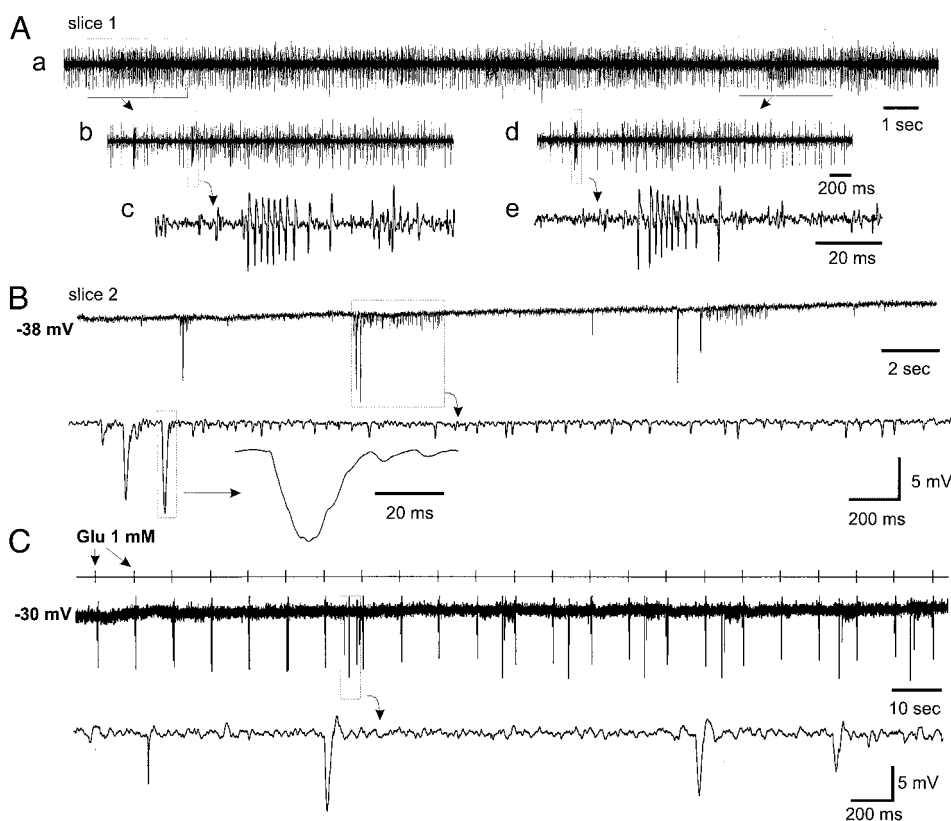 A
slice 1
a
1 sec
b
d
200 ms
c
e
20 ms
B
slice 2
-38 mV
2 sec
20 ms
5 mV
200 ms
C
Glu 1 mM
-30 mV
10 sec
5 mV
200 ms